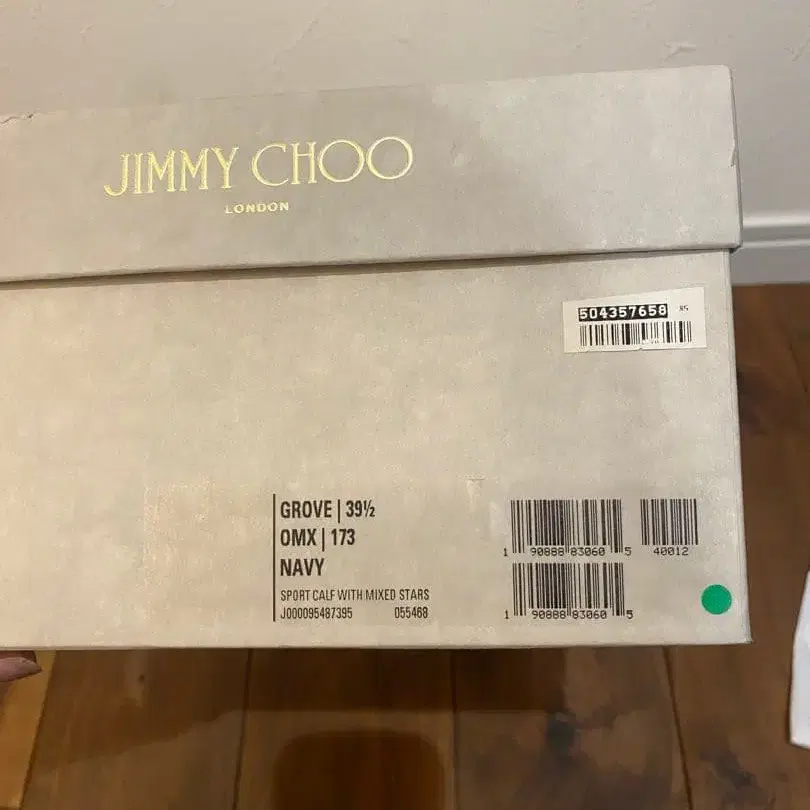 JIMMY CHOO
LONDON
504357658
GROVE | 39½
OMX | 173
NAVY
SPORT CALF WITH MIXED STARS
J000095487395 055468
1 90888 83060 5 40012
1 90888 83060 5